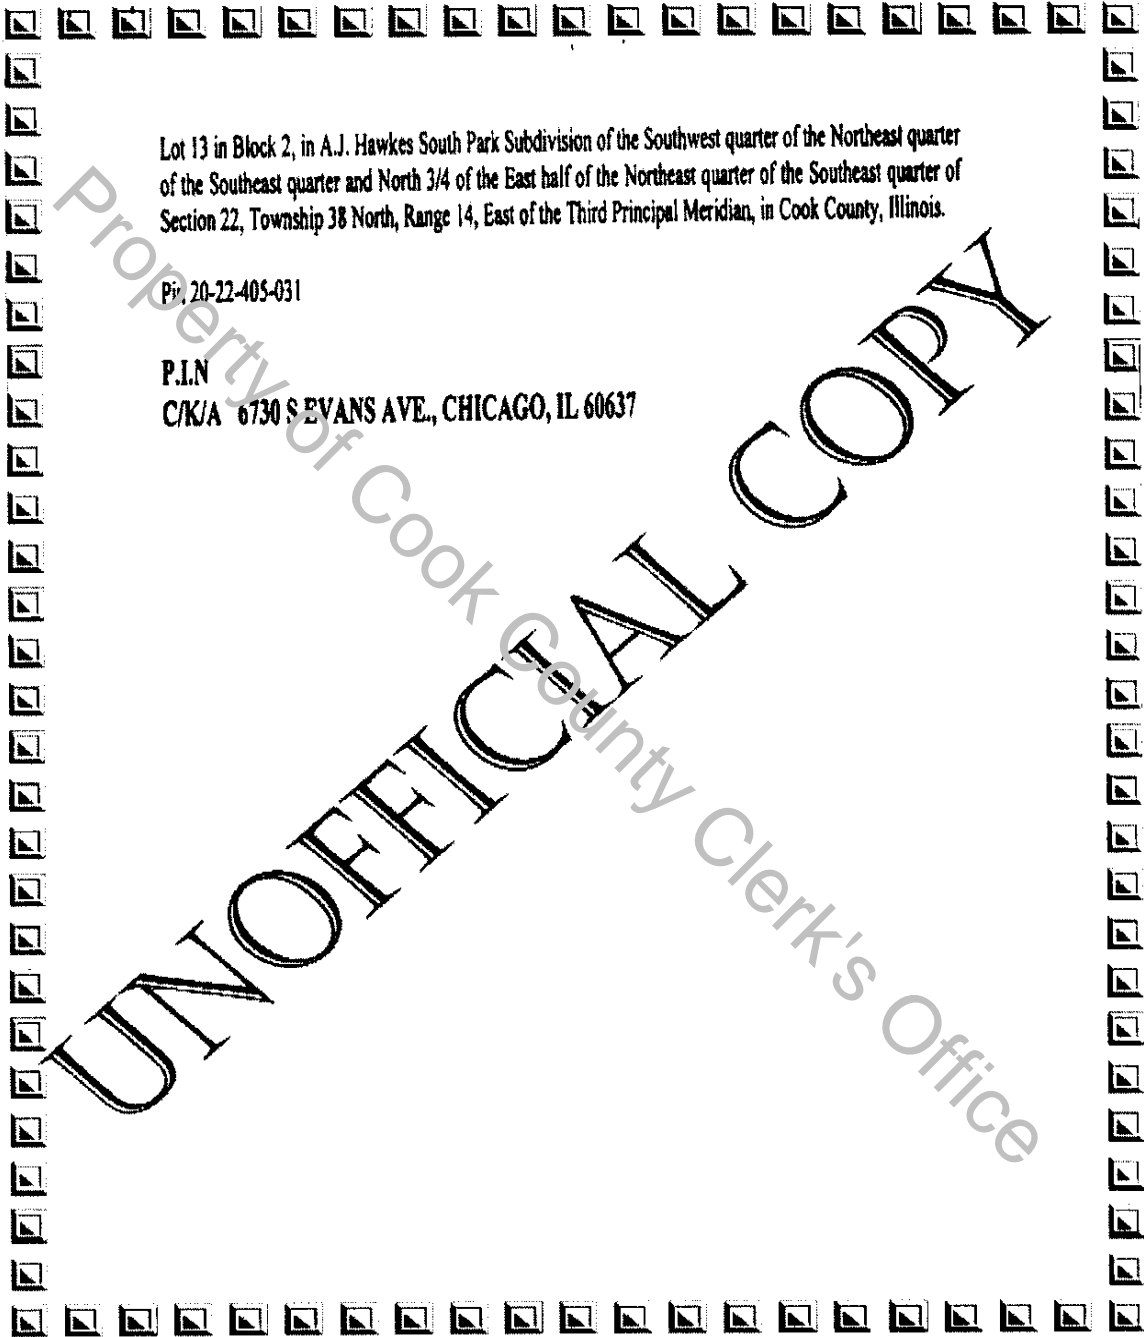 Lot 13 in Block 2, in A.J. Hawkes South Park Subdivision of the Southwest quarter of the Northeast quarter
of the Southeast quarter and North 3/4 of the East half of the Northeast quarter of the Southeast quarter of
Section 22, Township 38 North, Range 14, East of the Third Principal Meridian, in Cook County, Illinois.
Pin 20-22-405-031
P.I.N
C/K/A 6730 S EVANS AVE., CHICAGO, IL 60637
UNOFFICIAL COPY
Property of Cook County Clerk's Office